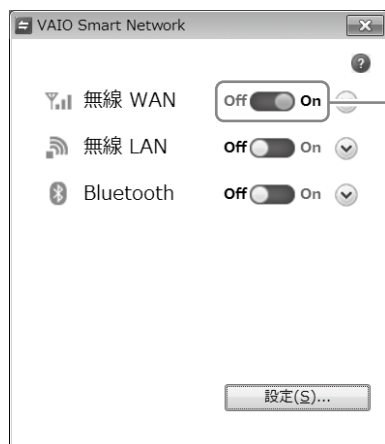 VAIO Smart Network
?
無線 WAN Off On
無線 LAN Off On
Bluetooth Off On
設定(S)...